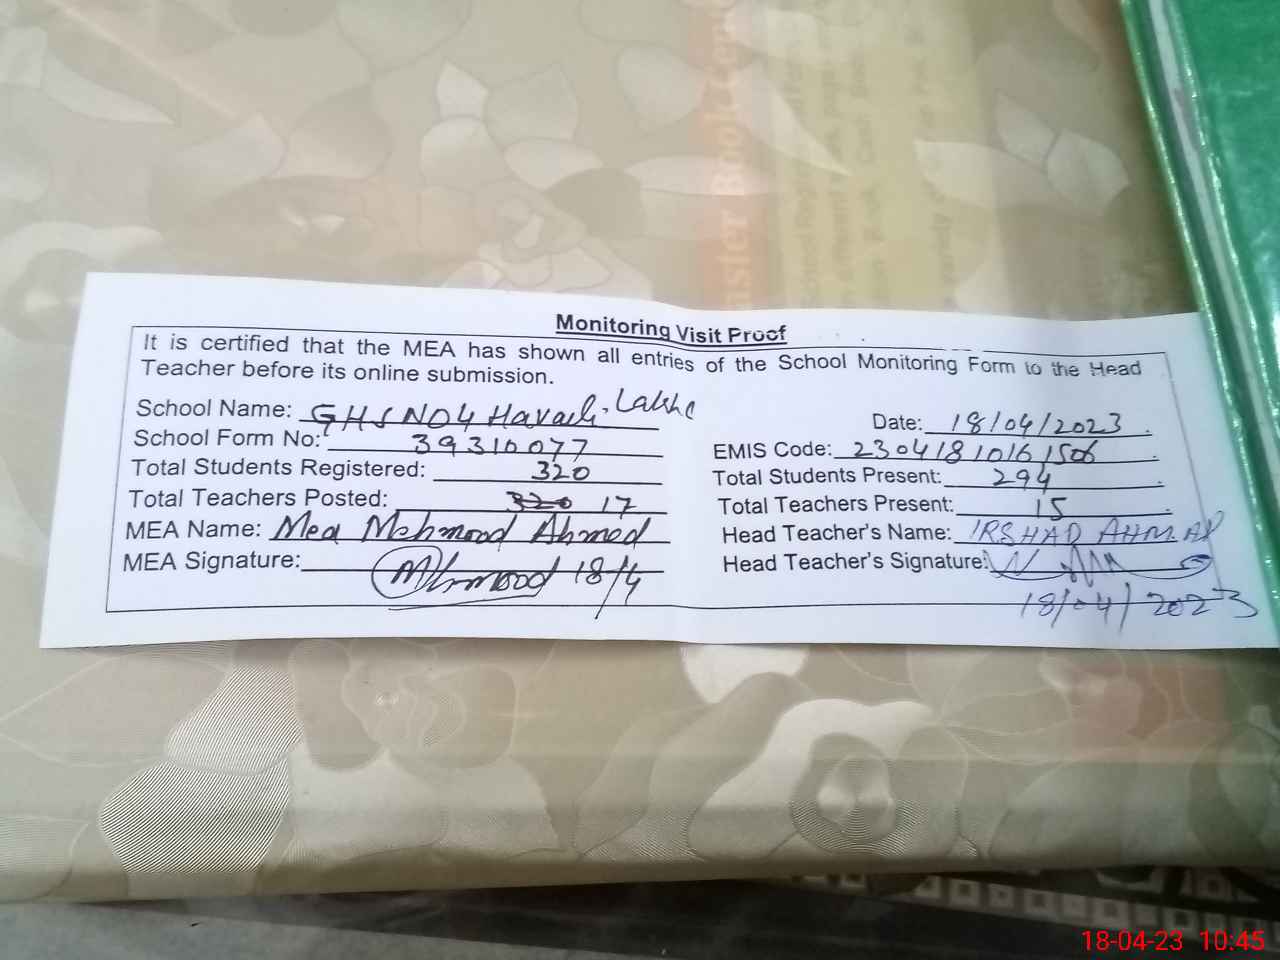 Monitoring Visit Proof
It is certified that the MEA has shown all entries of the School Monitoring Form to the Head
Teacher before its online submission.
School Name: GHS NO4 Haveli Lakha
Date: 18/04/2023
School Form No: 39310077
EMIS Code: 23041810161506
Total Students Registered: 320
Total Students Present: 294
Total Teachers Posted: 320 17
Total Teachers Present: 15
MEA Name: Mea Mehmood Ahmed
Head Teacher's Name: IRSHAD AHMAD
MEA Signature: Mhmood 18/4
Head Teacher's Signature:
18/04/2023
18-04-23 10:45